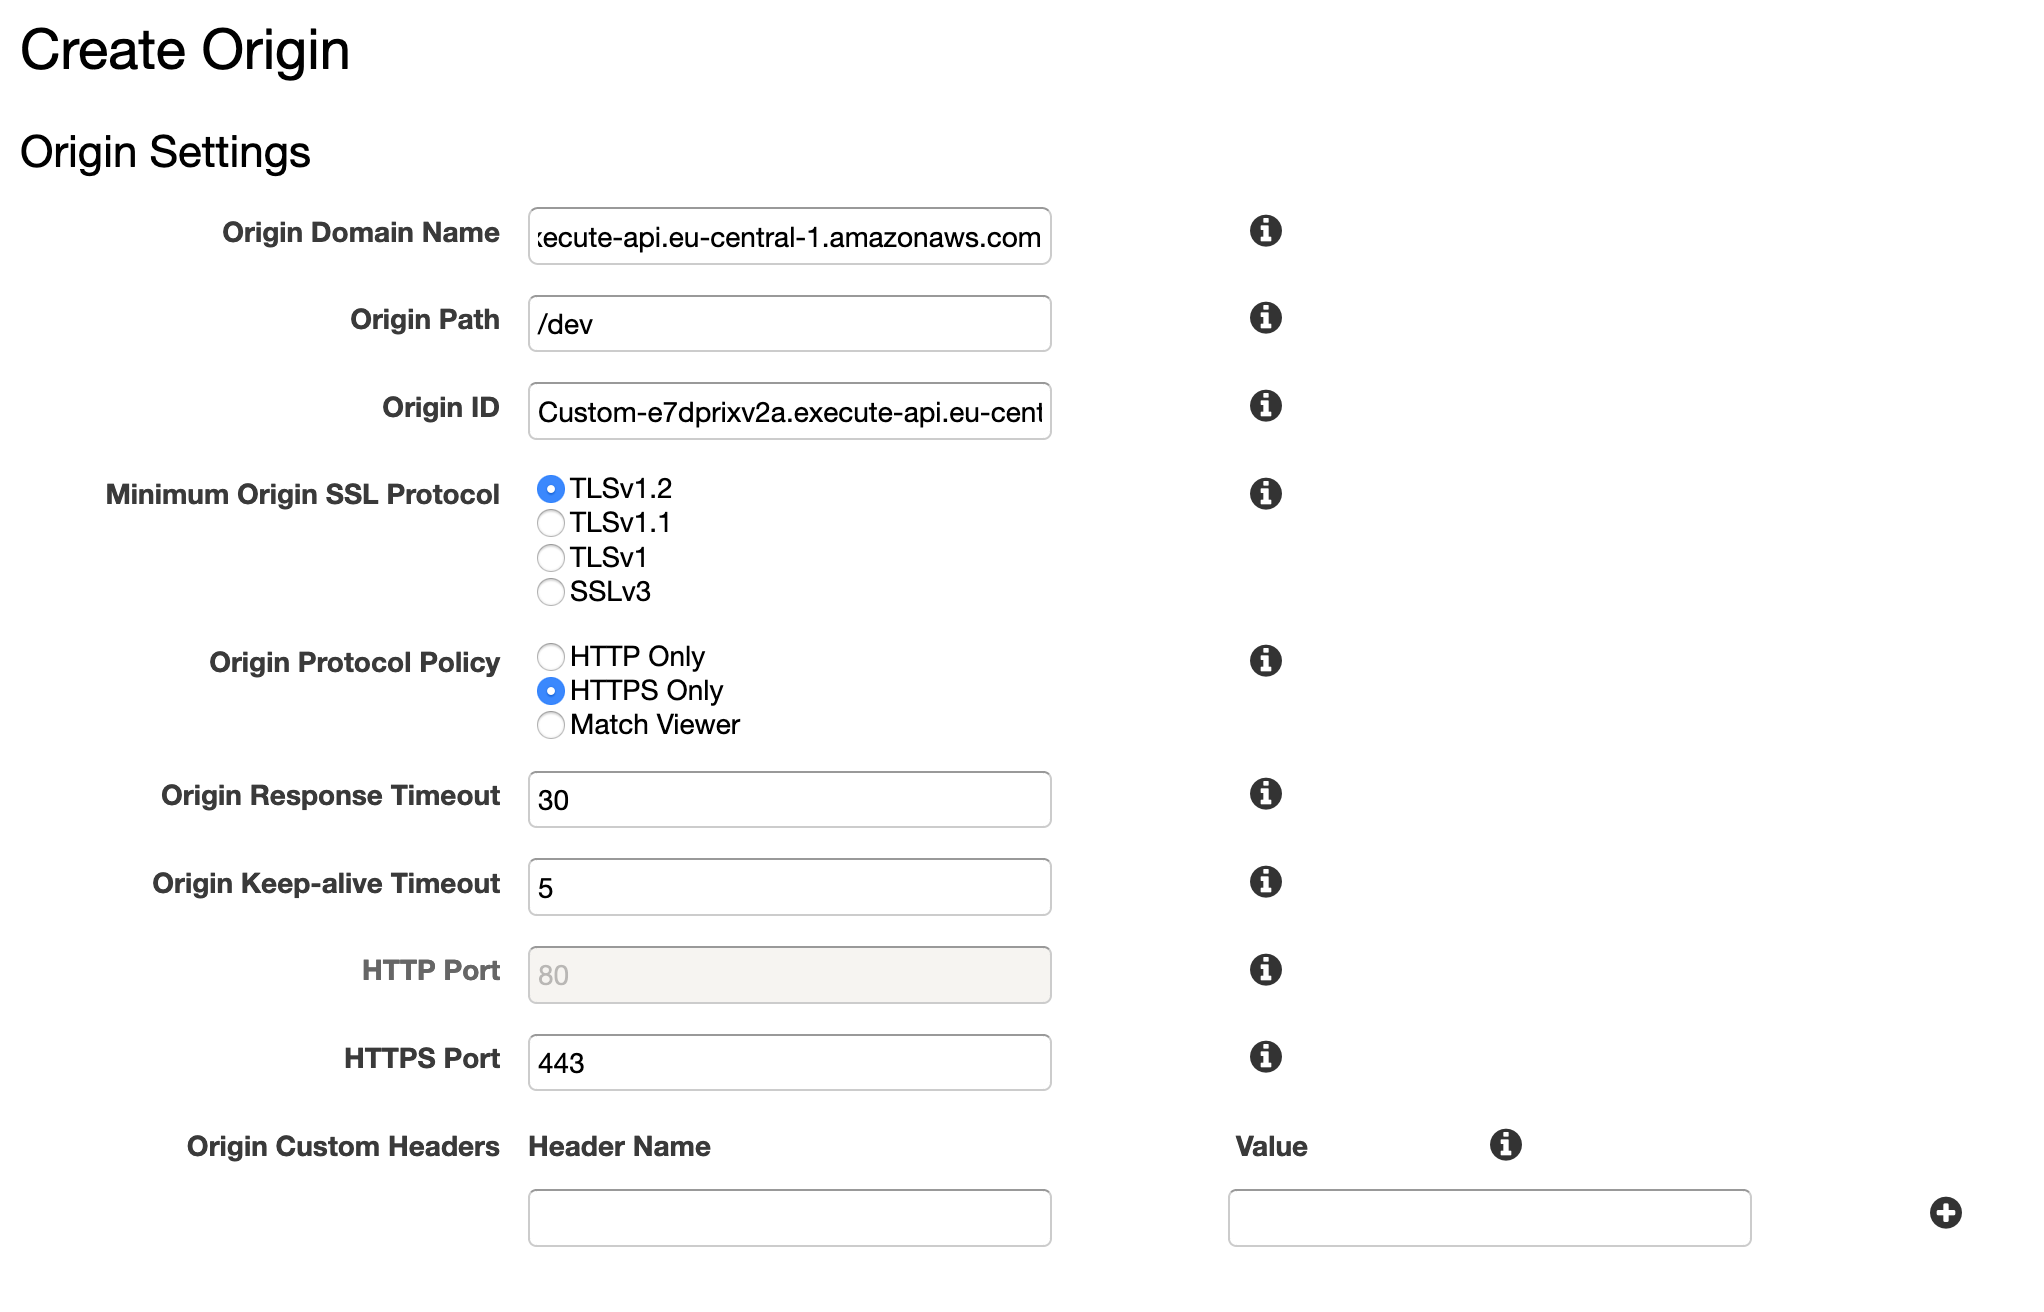 Create Origin
Origin Settings
Origin Domain Name xecute-api.eu-central-1.amazonaws.com
Origin Path /dev
Origin ID Custom-e7dprixv2a.execute-api.eu-cent
Minimum Origin SSL Protocol TLSv1.2
TLSv1.1
TLSv1
SSLv3
Origin Protocol Policy HTTP Only
HTTPS Only
Match Viewer
Origin Response Timeout 30
Origin Keep-alive Timeout 5
HTTP Port 80
HTTPS Port 443
Origin Custom Headers Header Name Value